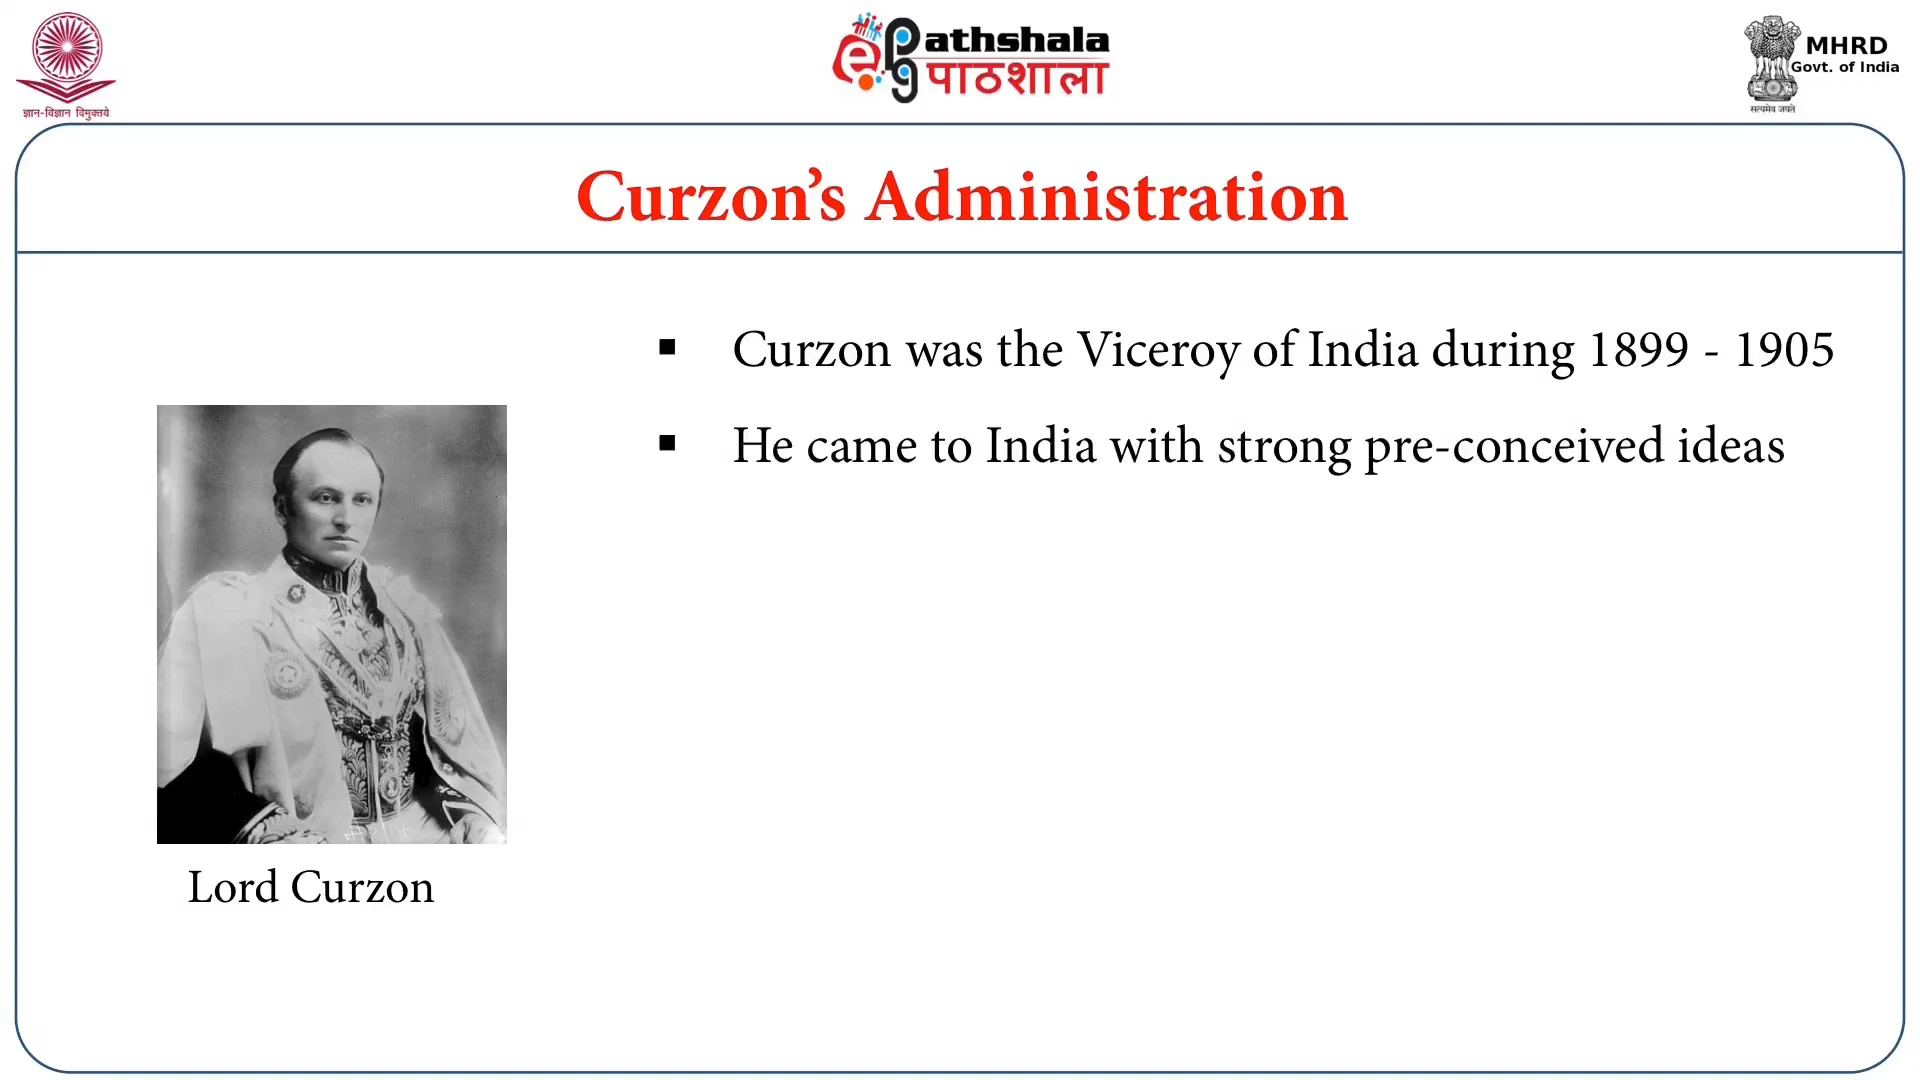 ज्ञान-विज्ञान विमुक्तये
athshala
पाठशाला
MHRD
Govt. of India
सत्यमेव जयते
Curzon’s Administration
▪ Curzon was the Viceroy of India during 1899 - 1905
▪ He came to India with strong pre-conceived ideas
Lord Curzon